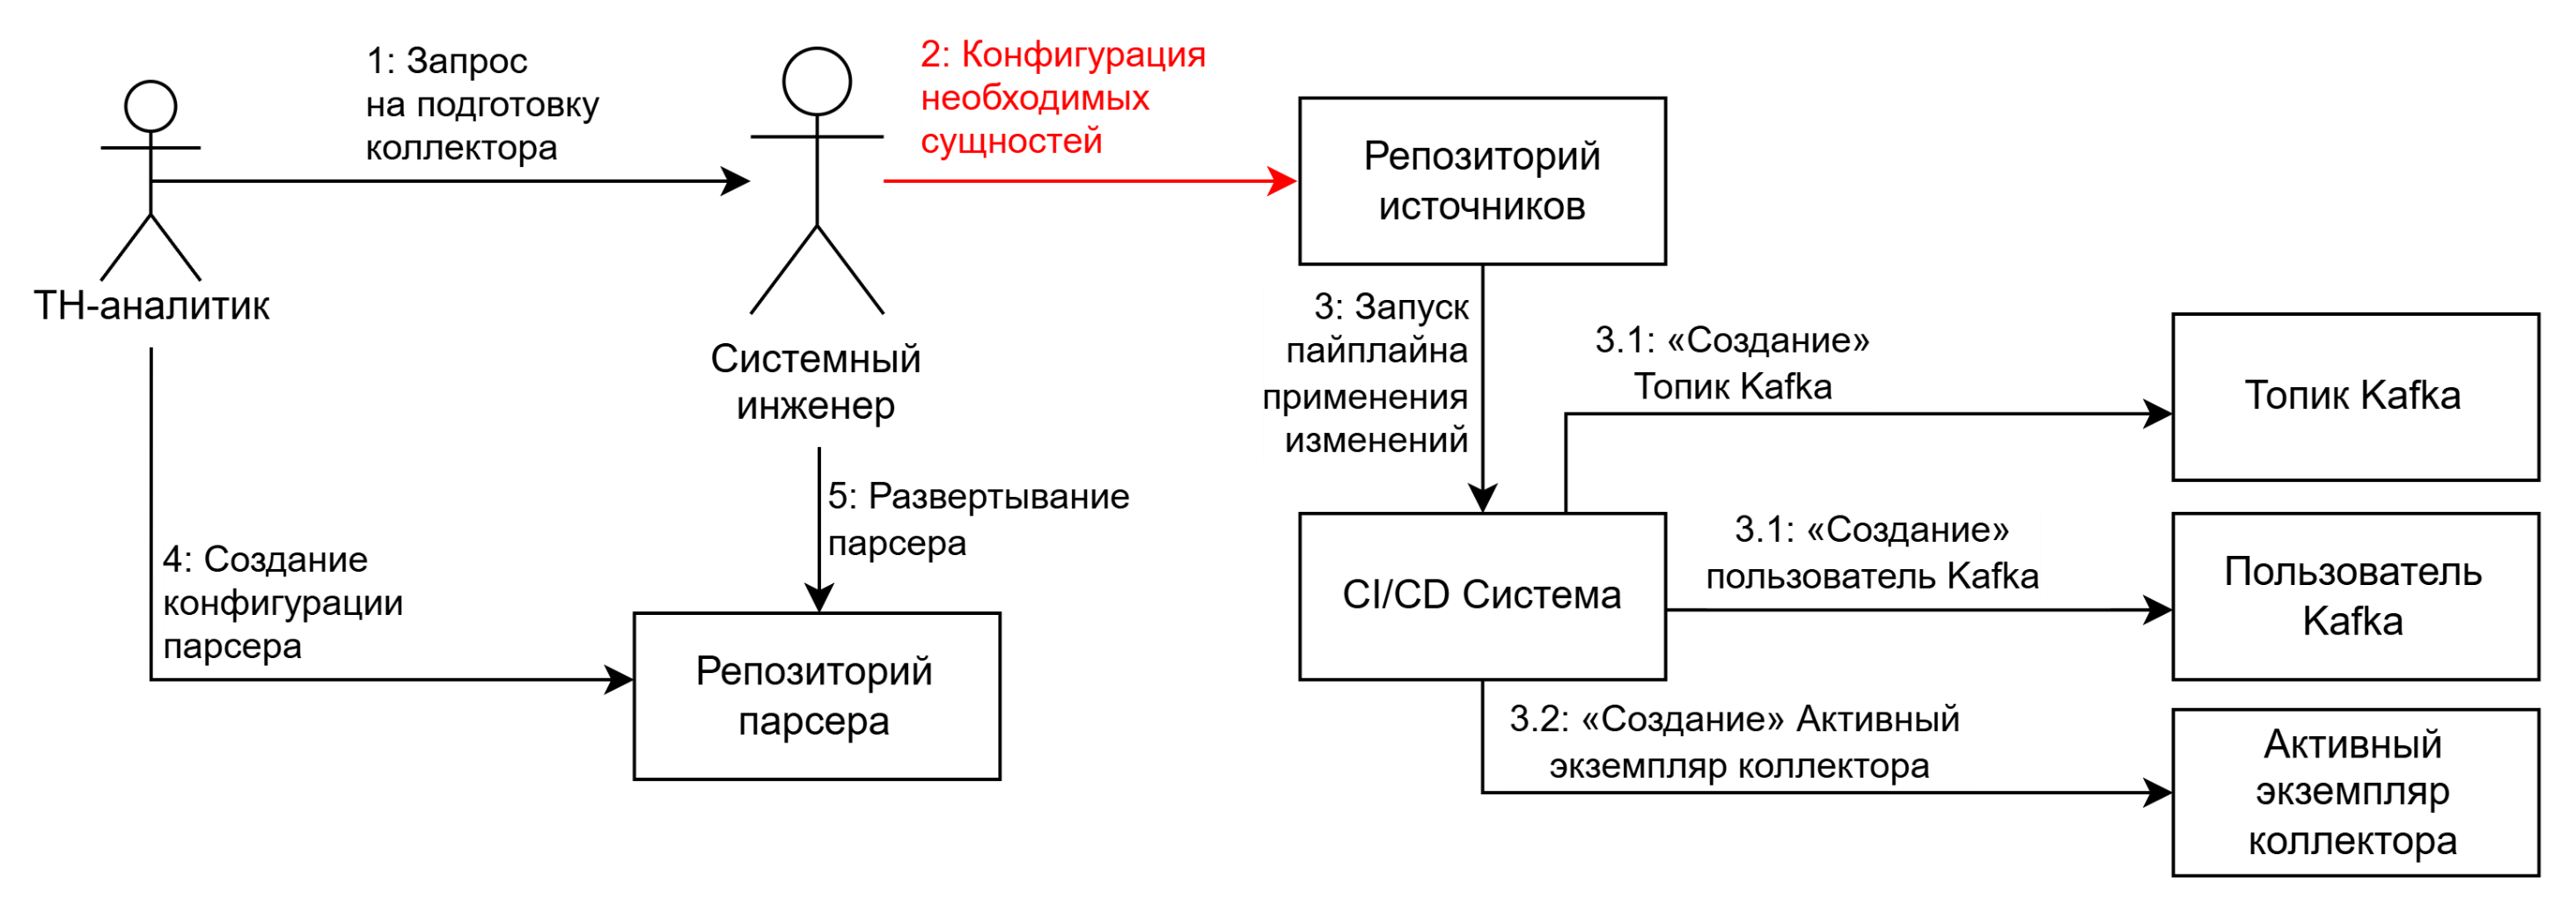 1: Запрос
на подготовку
коллектора
2: Конфигурация
необходимых
сущностей
Репозиторий
источников
ТН-аналитик
Системный
инженер
3: Запуск
пайплайна
применения
изменений
3.1: «Создание»
Топик Kafka
Топик Kafka
5: Развертывание
парсера
4: Создание
конфигурации
парсера
Репозиторий
парсера
CI/CD Система
3.1: «Создание»
пользователь Kafka
Пользователь
Kafka
3.2: «Создание» Активный
экземпляр коллектора
Активный
экземпляр
коллектора